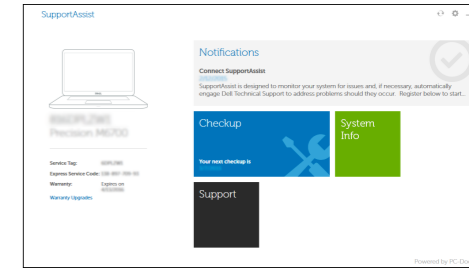 SupportAssist
Notifications
Connect SupportAssist
SupportAssist is designed to monitor your system for issues and, if necessary, automatically
engage Dell Technical Support to address problems should they occur. Register below to start...
Checkup
Your next checkup is
System
Info
Precision M6700
Service Tag:
Express Service Code:
Warranty:
Expires on
Warranty Upgrades
Support
Powered by PC-Doc